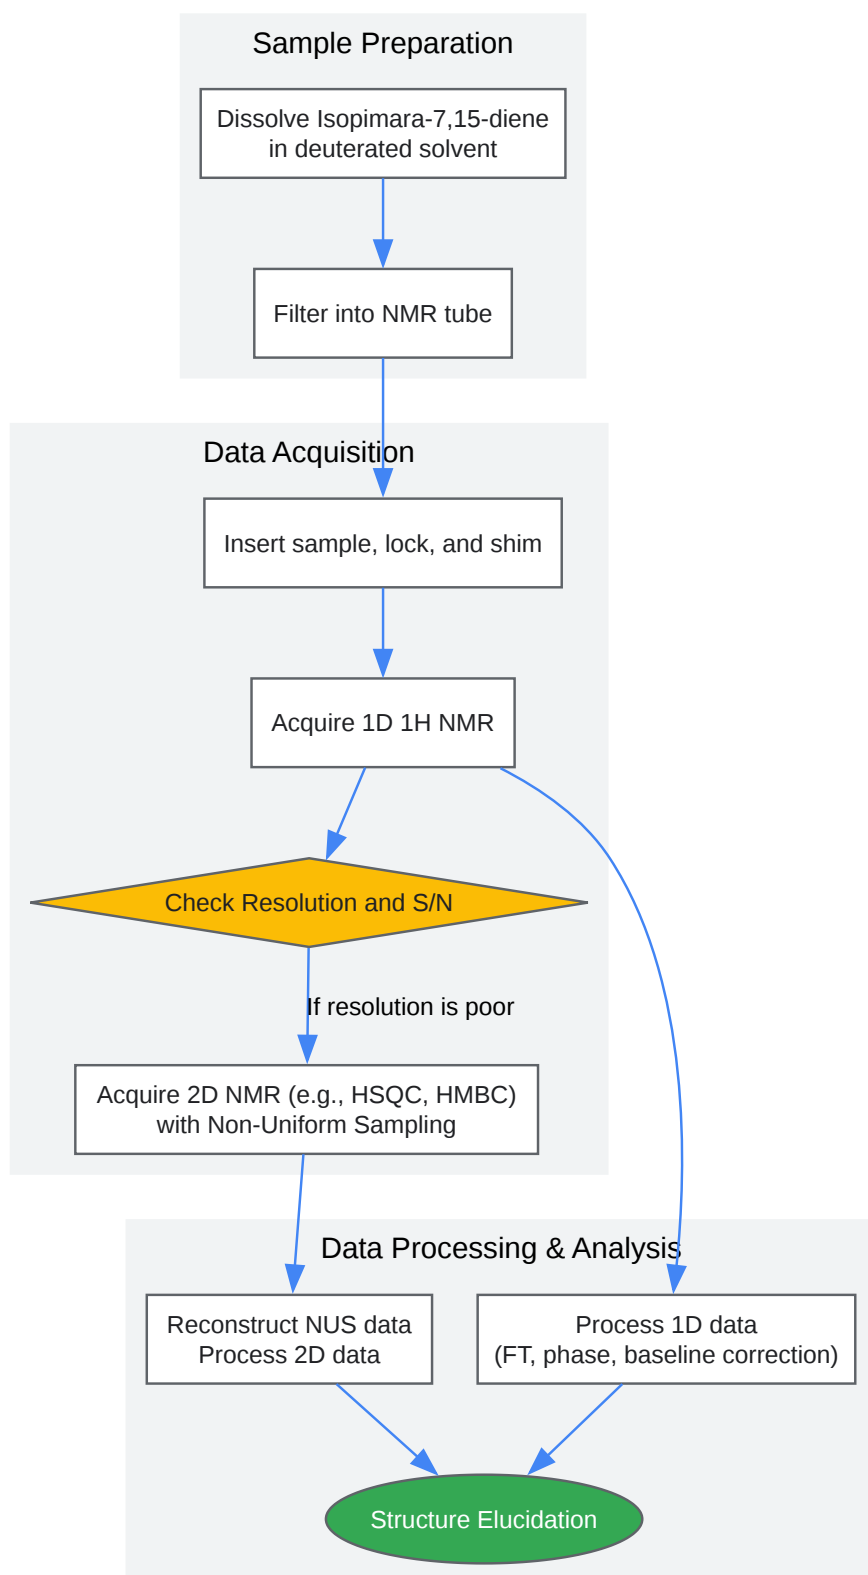 Sample Preparation
Dissolve Isopimara-7,15-diene
in deuterated solvent
Filter into NMR tube
Data Acquisition
Insert sample, lock, and shim
Acquire 1D 1H NMR
Check Resolution and S/N
If resolution is poor
Acquire 2D NMR (e.g., HSQC, HMBC)
with Non-Uniform Sampling
Data Processing & Analysis
Reconstruct NUS data
Process 2D data
Process 1D data
(FT, phase, baseline correction)
Structure Elucidation